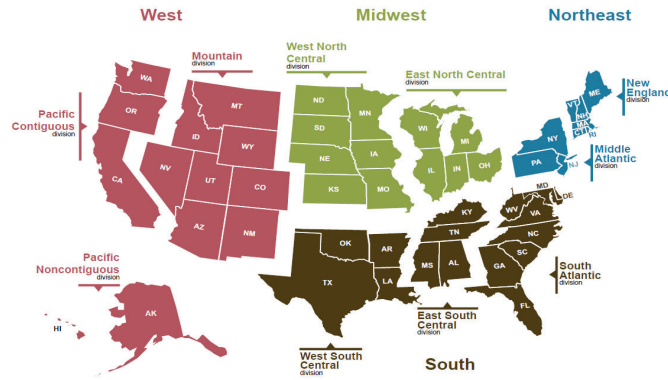 West
Midwest
Northeast
Mountain
division
West North
Central
division
East North Central
division
New
England
division
Pacific
Contiguous
division
Middle
Atlantic
division
WA
OR
CA
MT
ID
WY
NV
UT
CO
AZ
NM
ND
MN
SD
NE
IA
KS
MO
WI
MI
IL
IN
OH
ME
VT
NH
MA
CT
RI
NY
PA
NJ
MD
DE
WV
VA
KY
TN
NC
SC
GA
FL
OK
AR
TX
LA
MS
AL
Pacific
Noncontiguous
division
HI
AK
South
Atlantic
division
East South
Central
division
West South
Central
division
South